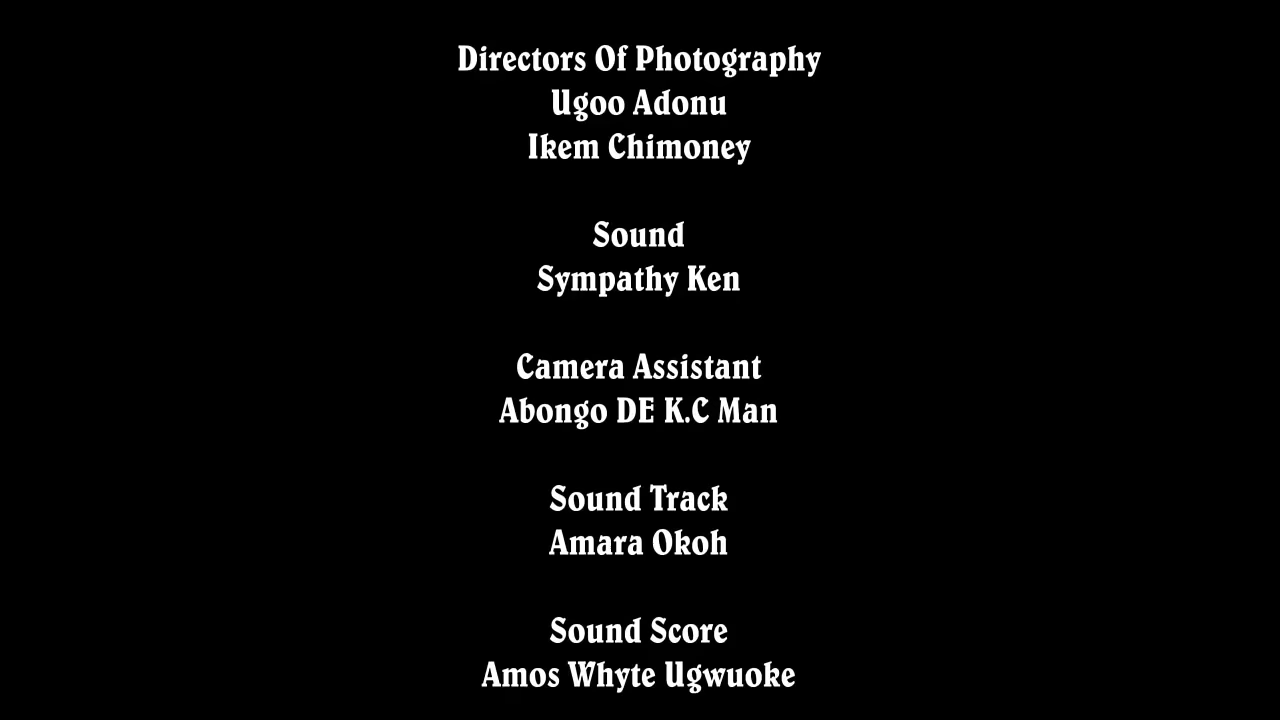 Directors Of Photography
Ugoo Adonu
Ikem Chimoney
Sound
Sympathy Ken
Camera Assistant
Abongo DE K.C Man
Sound Track
Amara Okoh
Sound Score
Amos Whyte Ugwuoke